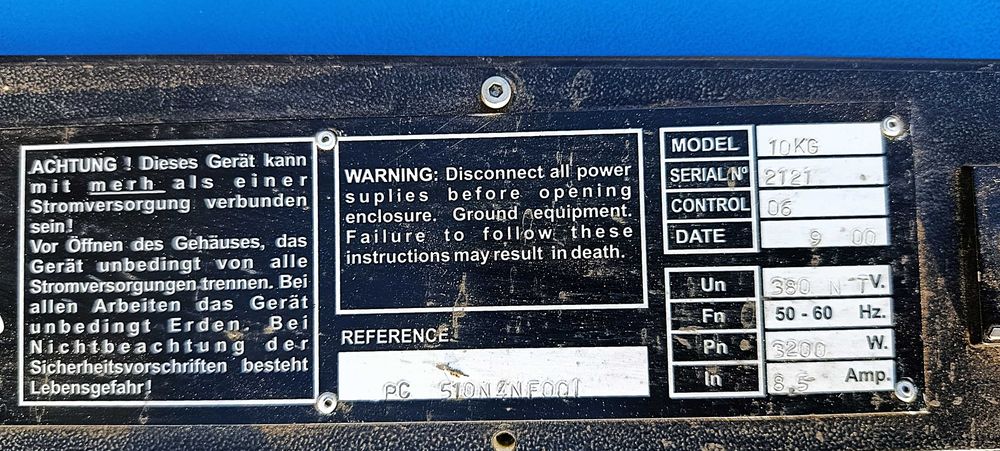 ACHTUNG ! Dieses Gerät kann
mit merh als einer
Stromversorgung verbunden
sein!
Vor Öffnen des Gehäuses, das
Gerät unbedingt von alle
Stromversorgungen trennen. Bei
allen Arbeiten das Gerät
unbedingt Erden. Bei
Nichtbeachtung der
Sicherheitsvorschriften besteht
Lebensgefahr!
WARNING: Disconnect all power
suplies before opening
enclosure. Ground equipment.
Failure to follow these
instructions may result in death.
REFERENCE
PC 510N4NF001
MODEL 10KG
SERIAL/Nº 2121
CONTROL 06
DATE 9 00
Un 380 N T V.
Fn 50 - 60 Hz.
Pn 3200 W.
In 8.5 Amp.